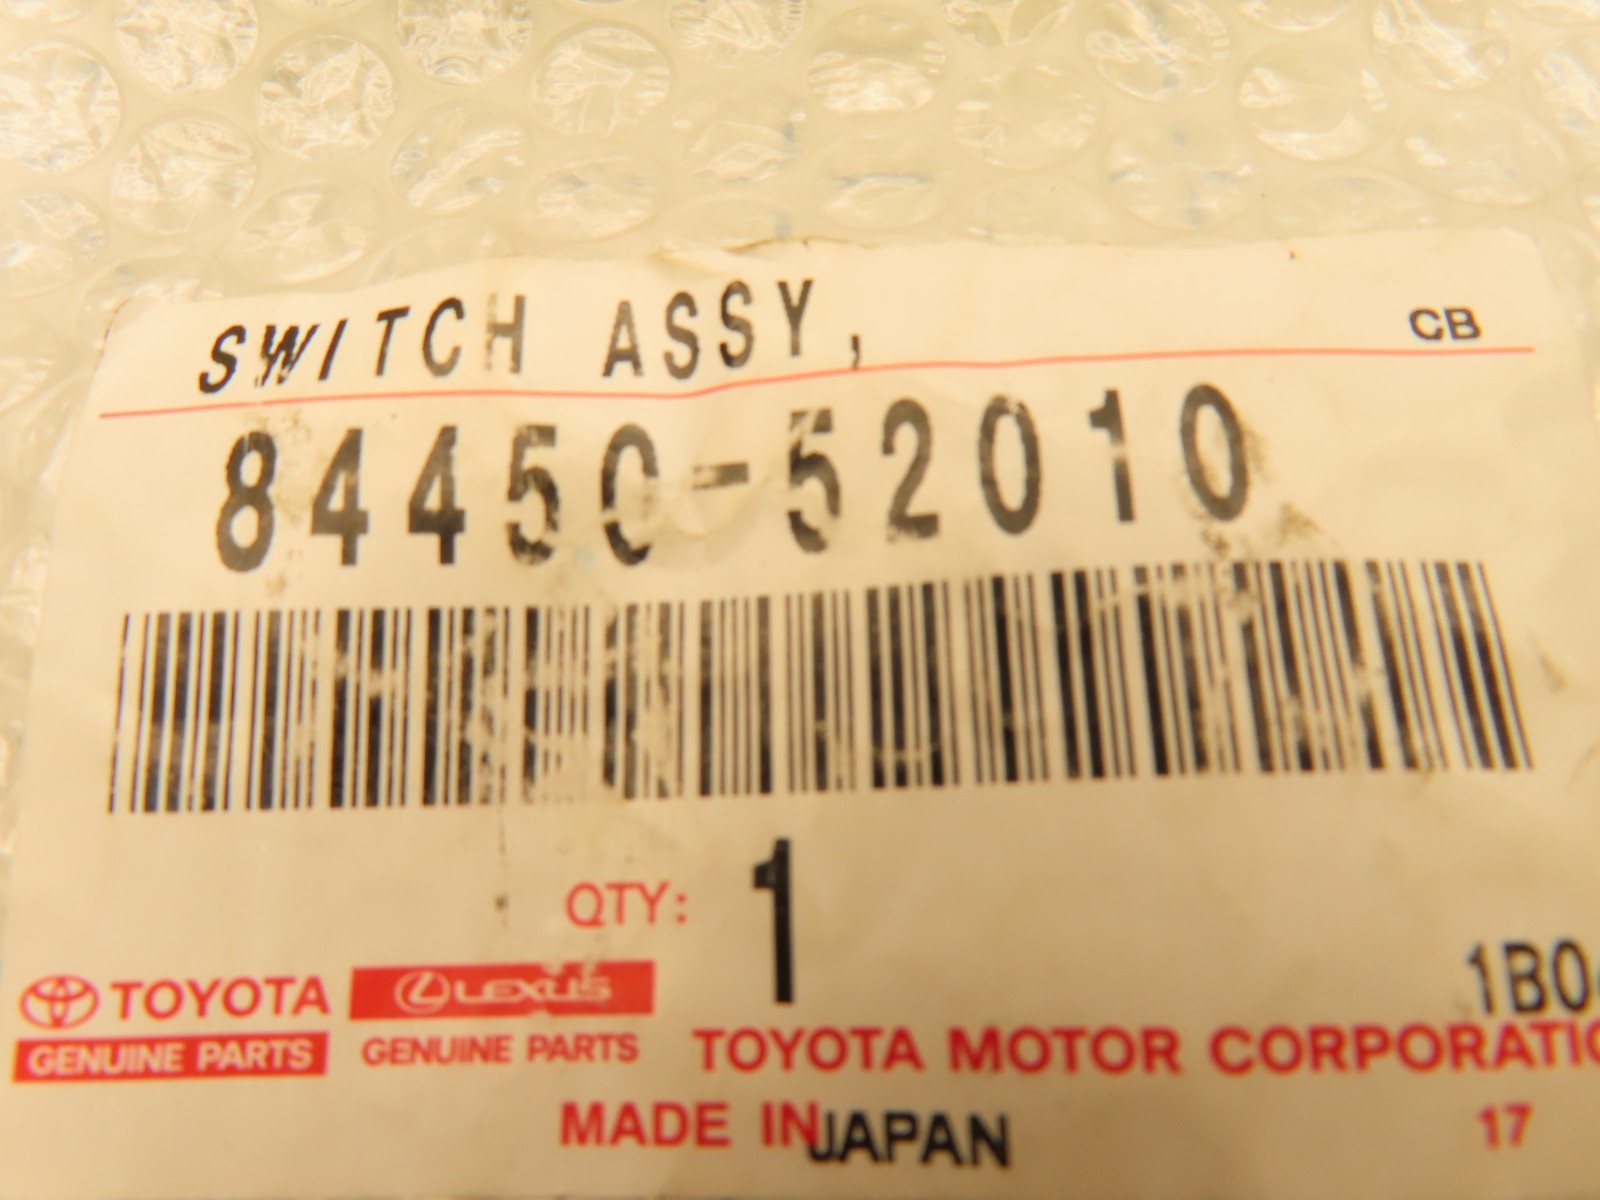 SWITCH ASSY, CB
84450-52010
QTY: 1
1B0
TOYOTA LEXUS
GENUINE PARTS GENUINE PARTS TOYOTA MOTOR CORPORATIO
MADE IN JAPAN 17